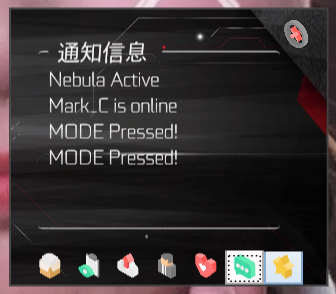 通知信息
Nebula Active
Mark_C is online
MODE Pressed!
MODE Pressed!